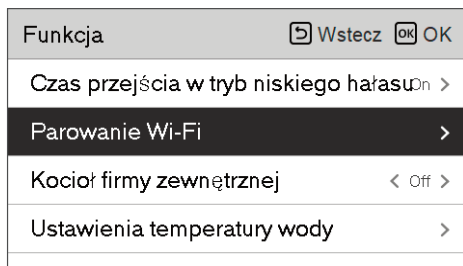 Funkcja Wstecz OK OK
Czas przejścia w tryb niskiego hałasu On >
Parowanie Wi-Fi >
Kocioł firmy zewnętrznej < Off >
Ustawienia temperatury wody >